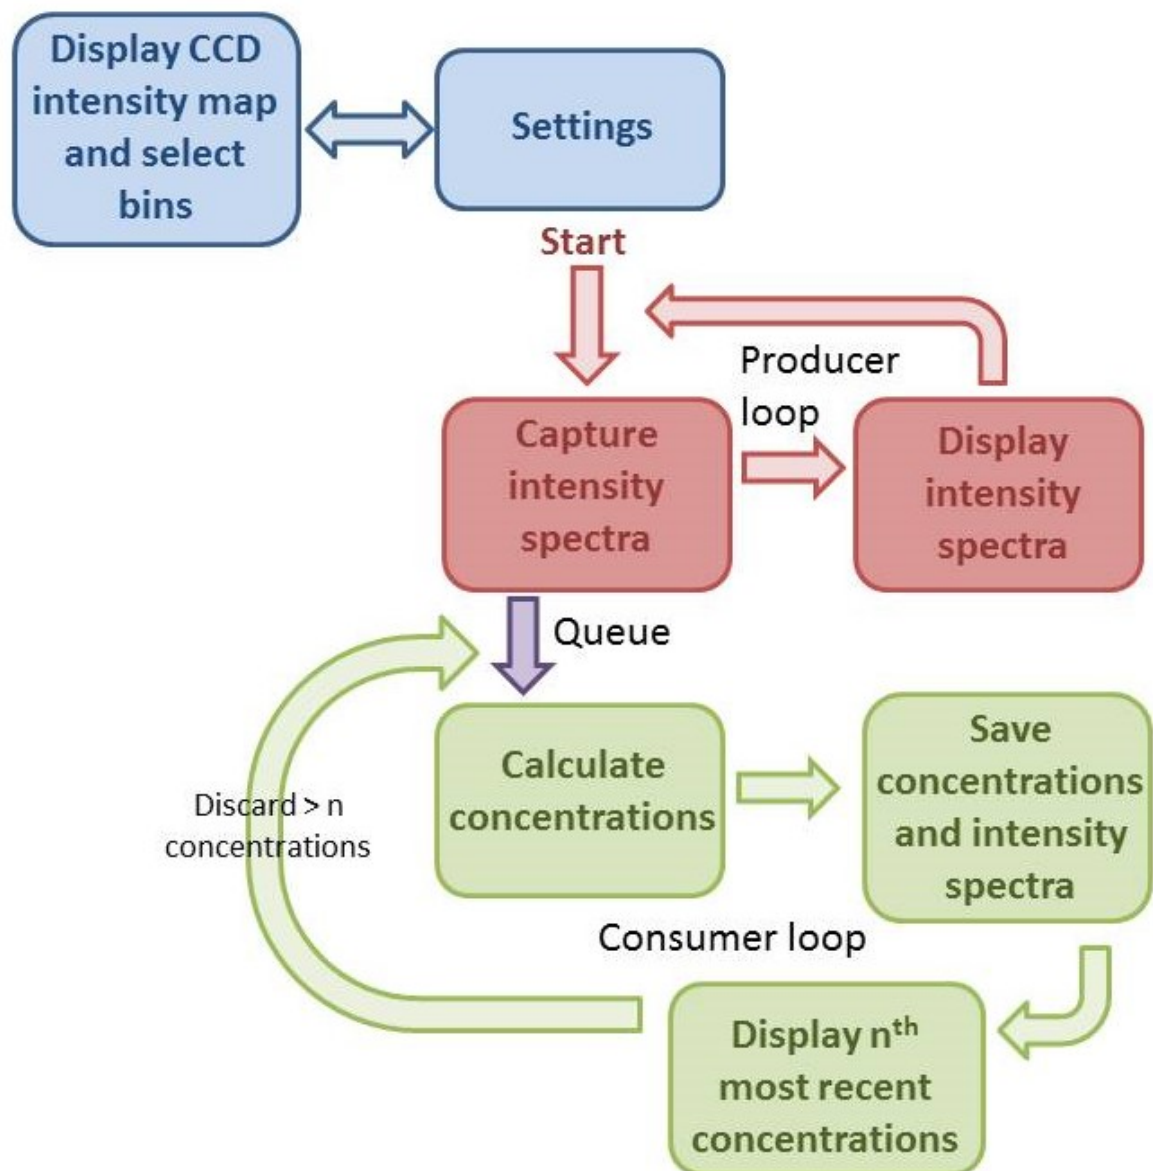 Display CCD
intensity map
and select
bins
Settings
Start
Producer
loop
Capture
intensity
spectra
Display
intensity
spectra
Queue
Calculate
concentrations
Save
concentrations
and intensity
spectra
Discard > n
concentrations
Consumer loop
Display nᵗʰ
most recent
concentrations